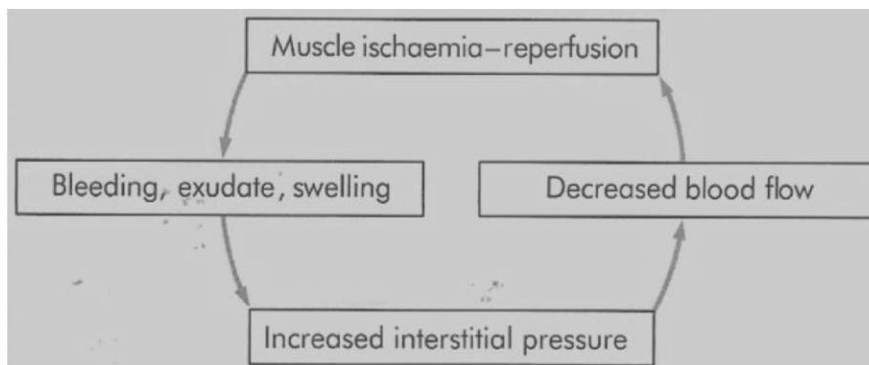 Muscle ischaemia–reperfusion
Bleeding, exudate, swelling
Decreased blood flow
Increased interstitial pressure